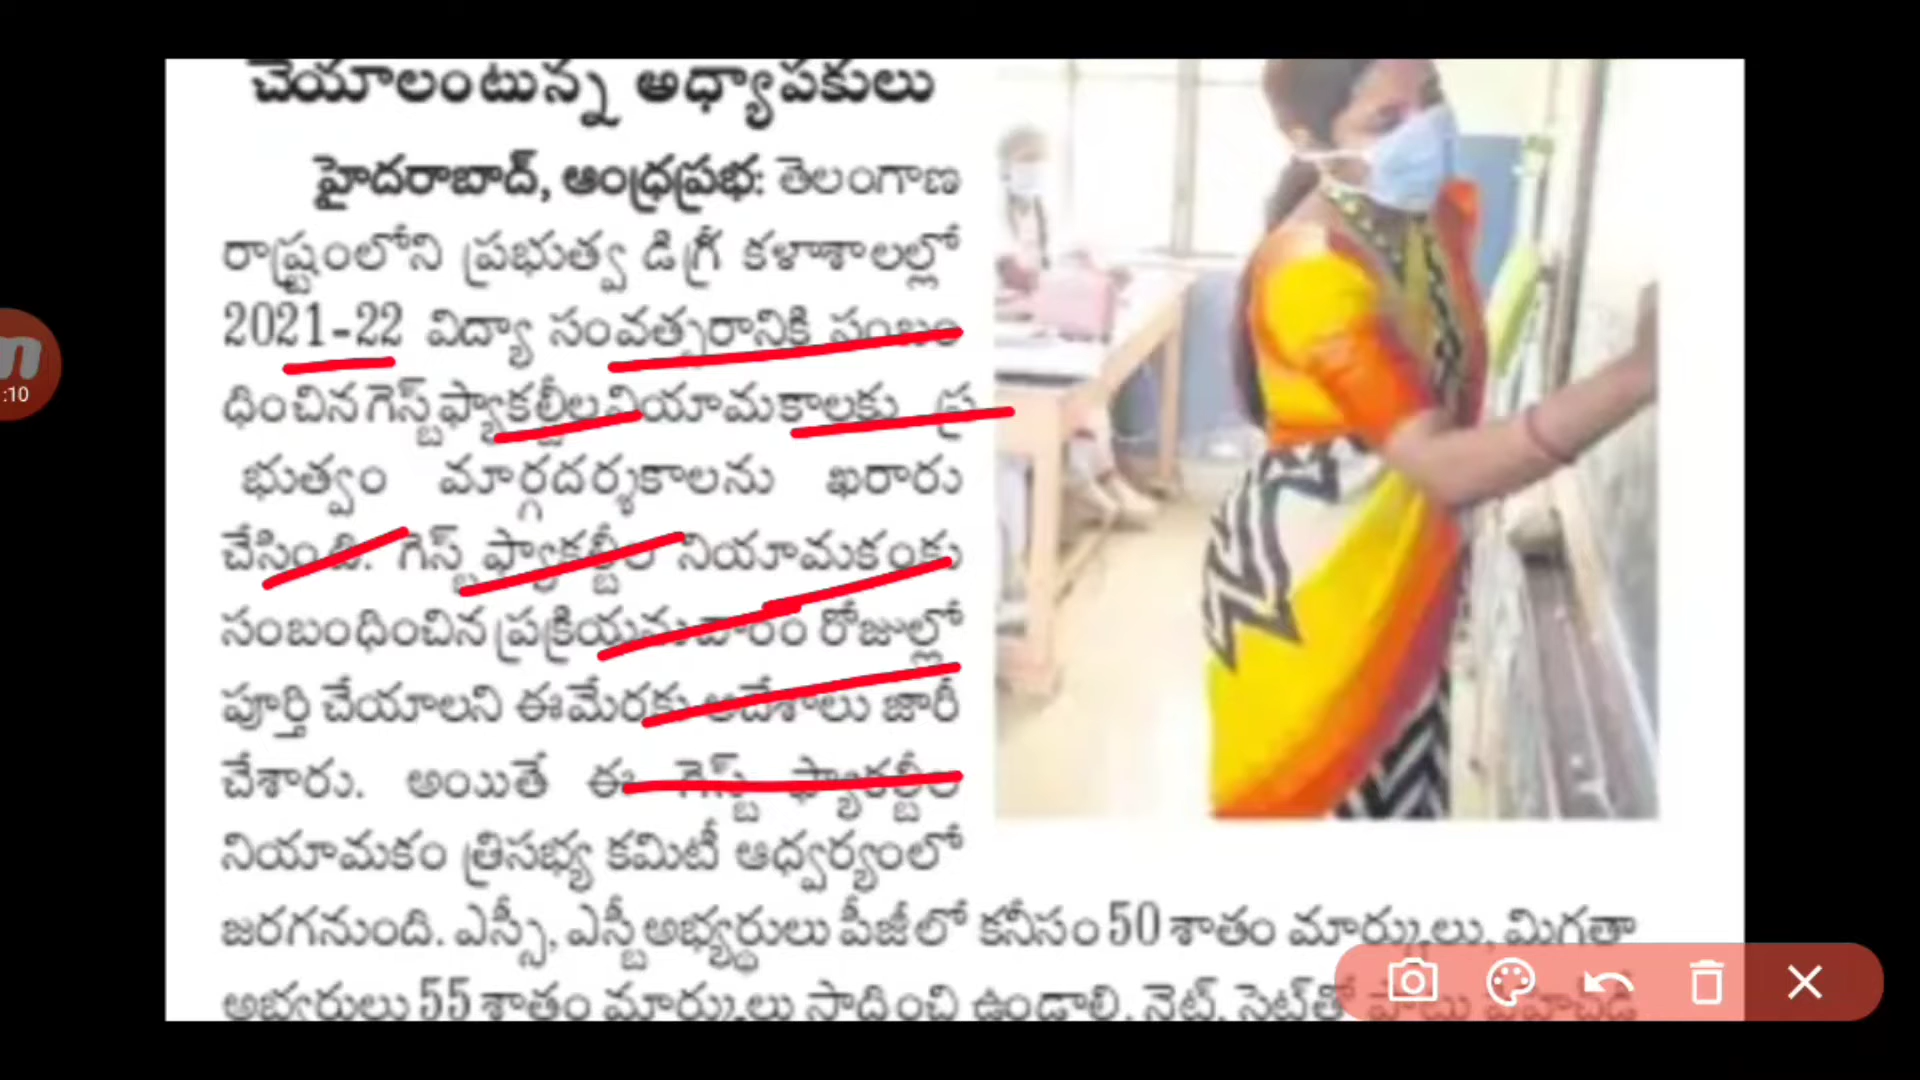 చేయాలంటున్న అధ్యాపకులు
హైదరాబాద్, ఆంధ్రప్రభ: తెలంగాణ
రాష్ట్రంలోని ప్రభుత్వ డిగ్రీ కళాశాలల్లో
2021-22 విద్యా సంవత్సరానికి సంబం
ధించిన గెస్ట్‌ఫ్యాకల్టీల నియామకాలకు ప్ర
భుత్వం మార్గదర్శకాలను ఖరారు
చేసింది. గెస్ట్ ఫ్యాకల్టీల నియామకంకు
సంబంధించిన ప్రక్రియను వారం రోజుల్లో
పూర్తి చేయాలని ఈమేరకు ఆదేశాలు జారీ
చేశారు. అయితే ఈ గెస్ట్ ఫ్యాకల్టీల
నియామకం త్రిసభ్య కమిటీ ఆధ్వర్యంలో
జరగనుంది. ఎస్సీ, ఎస్టీ అభ్యర్థులు పీజీలో కనీసం 50 శాతం మార్కులు, మిగతా
అభ్యర్థులు 55 శాతం మార్కులు సాధించి ఉండాలి. నెట్, సెట్‌తో పాటు పీహెచ్‌డీ
:10